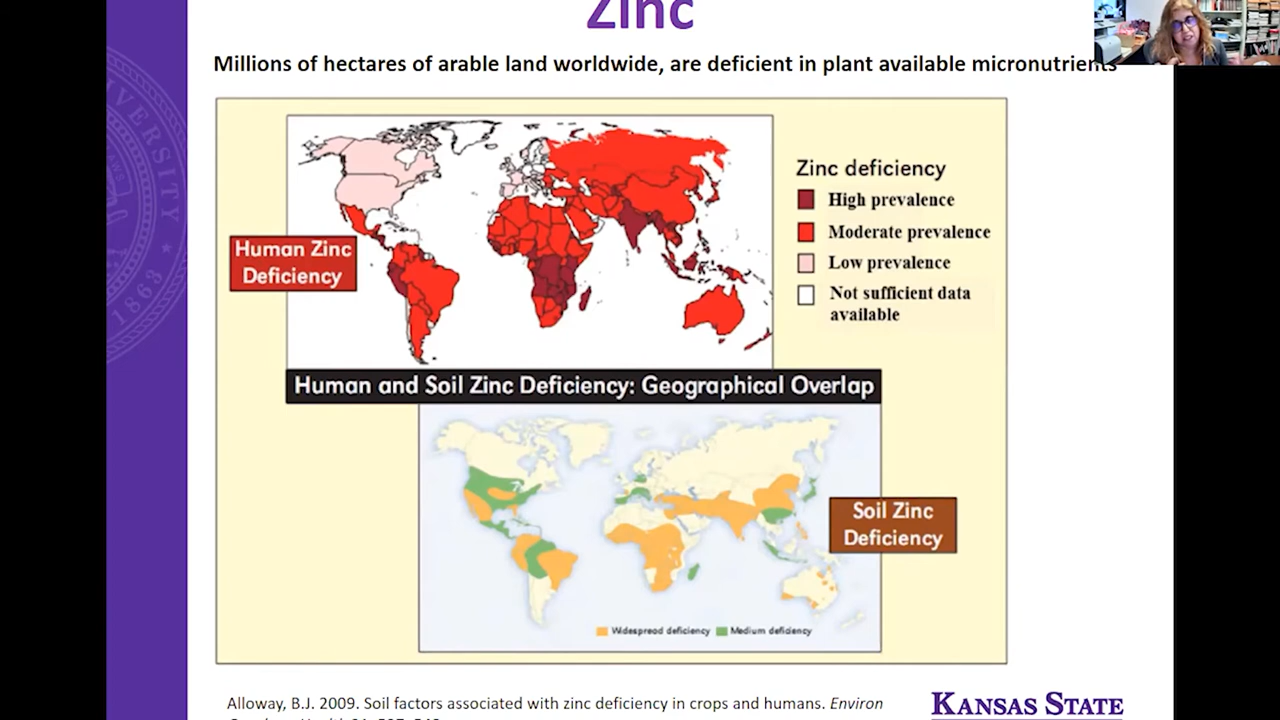 Zinc
Millions of hectares of arable land worldwide, are deficient in plant available micronutrients
Zinc deficiency
High prevalence
Moderate prevalence
Low prevalence
Not sufficient data
available
Human Zinc
Deficiency
Human and Soil Zinc Deficiency: Geographical Overlap
Soil Zinc
Deficiency
Widespread deficiency
Medium deficiency
Alloway, B.J. 2009. Soil factors associated with zinc deficiency in crops and humans. Environ
KANSAS STATE
VERSITY
1863